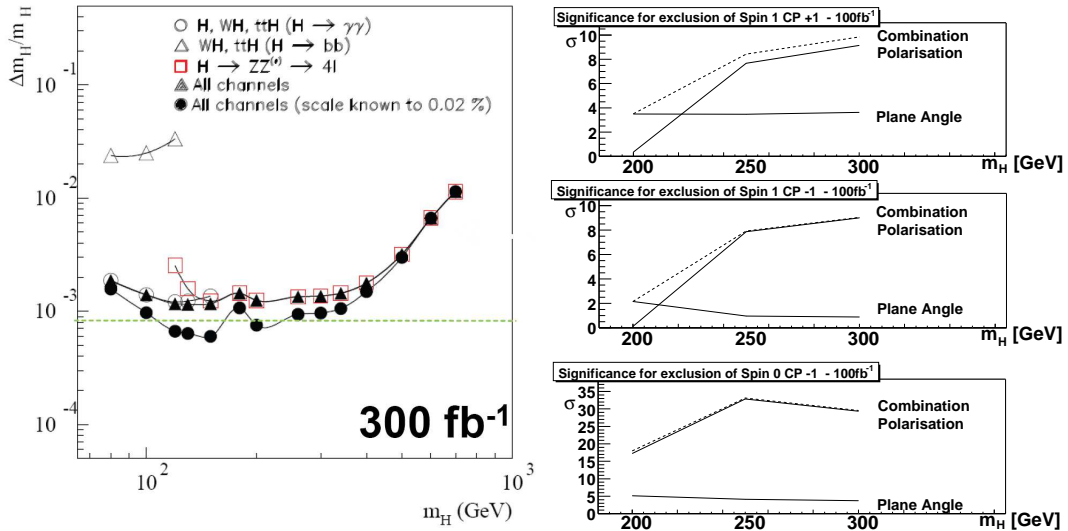 Δm_H/m_H
10^-1
10^-2
10^-3
10^-4
H, WH, ttH (H → γγ)
WH, ttH (H → bb)
H → ZZ^(*) → 4l
All channels
All channels (scale known to 0.02 %)
300 fb^-1
10^2
10^3
m_H (GeV)
Significance for exclusion of Spin 1 CP +1 - 100fb^-1
σ
10
8
6
4
2
0
Combination
Polarisation
Plane Angle
200 250 300
m_H [GeV]
Significance for exclusion of Spin 1 CP -1 - 100fb^-1
σ
10
8
6
4
2
0
Combination
Polarisation
Plane Angle
200 250 300
m_H [GeV]
Significance for exclusion of Spin 0 CP -1 - 100fb^-1
σ
35
30
25
20
15
10
5
0
Combination
Polarisation
Plane Angle
200 250 300
m_H [GeV]